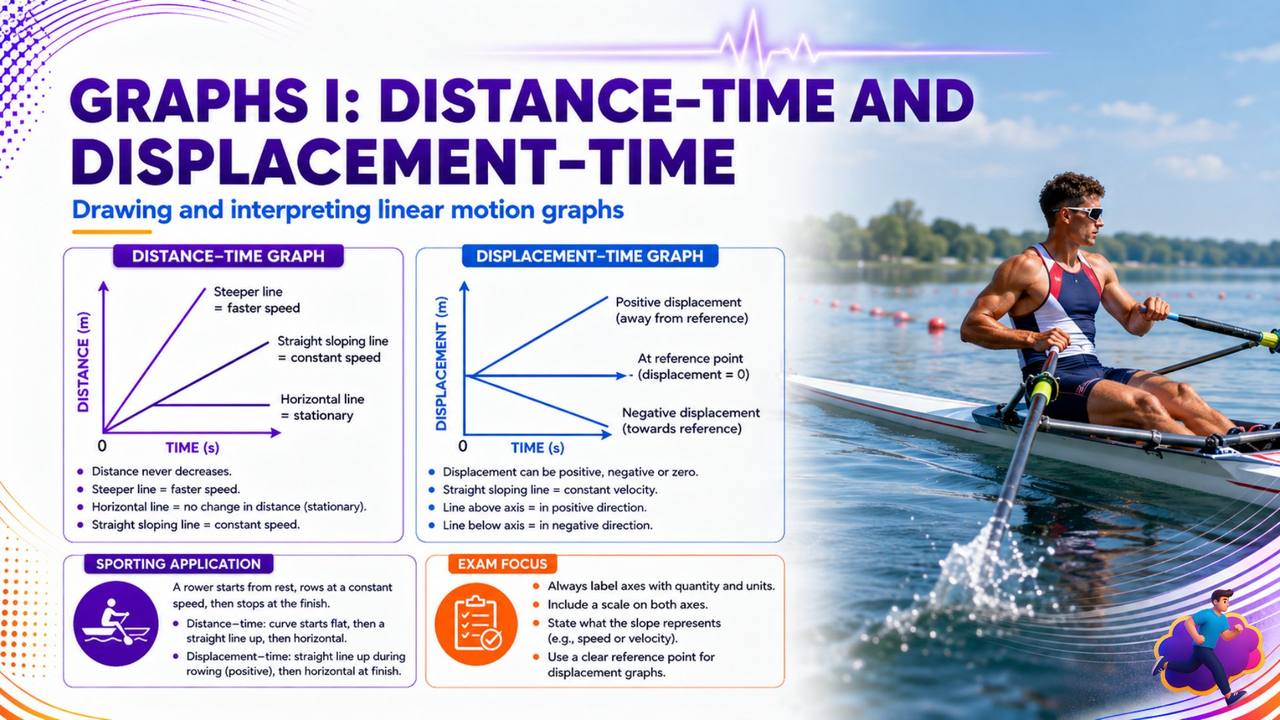 GRAPHS I: DISTANCE–TIME AND
DISPLACEMENT–TIME
Drawing and interpreting linear motion graphs
DISTANCE–TIME GRAPH
DISTANCE (m)
Steeper line
= faster speed
Straight sloping line
= constant speed
Horizontal line
= stationary
0
TIME (s)
• Distance never decreases.
• Steeper line = faster speed.
• Horizontal line = no change in distance (stationary).
• Straight sloping line = constant speed.
DISPLACEMENT–TIME GRAPH
DISPLACEMENT (m)
Positive displacement
(away from reference)
At reference point
- (displacement = 0)
Negative displacement
(towards reference)
0
TIME (s)
• Displacement can be positive, negative or zero.
• Straight sloping line = constant velocity.
• Line above axis = in positive direction.
• Line below axis = in negative direction.
SPORTING APPLICATION
A rower starts from rest, rows at a constant
speed, then stops at the finish.
• Distance–time: curve starts flat, then a
straight line up, then horizontal.
• Displacement–time: straight line up during
rowing (positive), then horizontal at finish.
EXAM FOCUS
• Always label axes with quantity and units.
• Include a scale on both axes.
• State what the slope represents
(e.g., speed or velocity).
• Use a clear reference point for
displacement graphs.